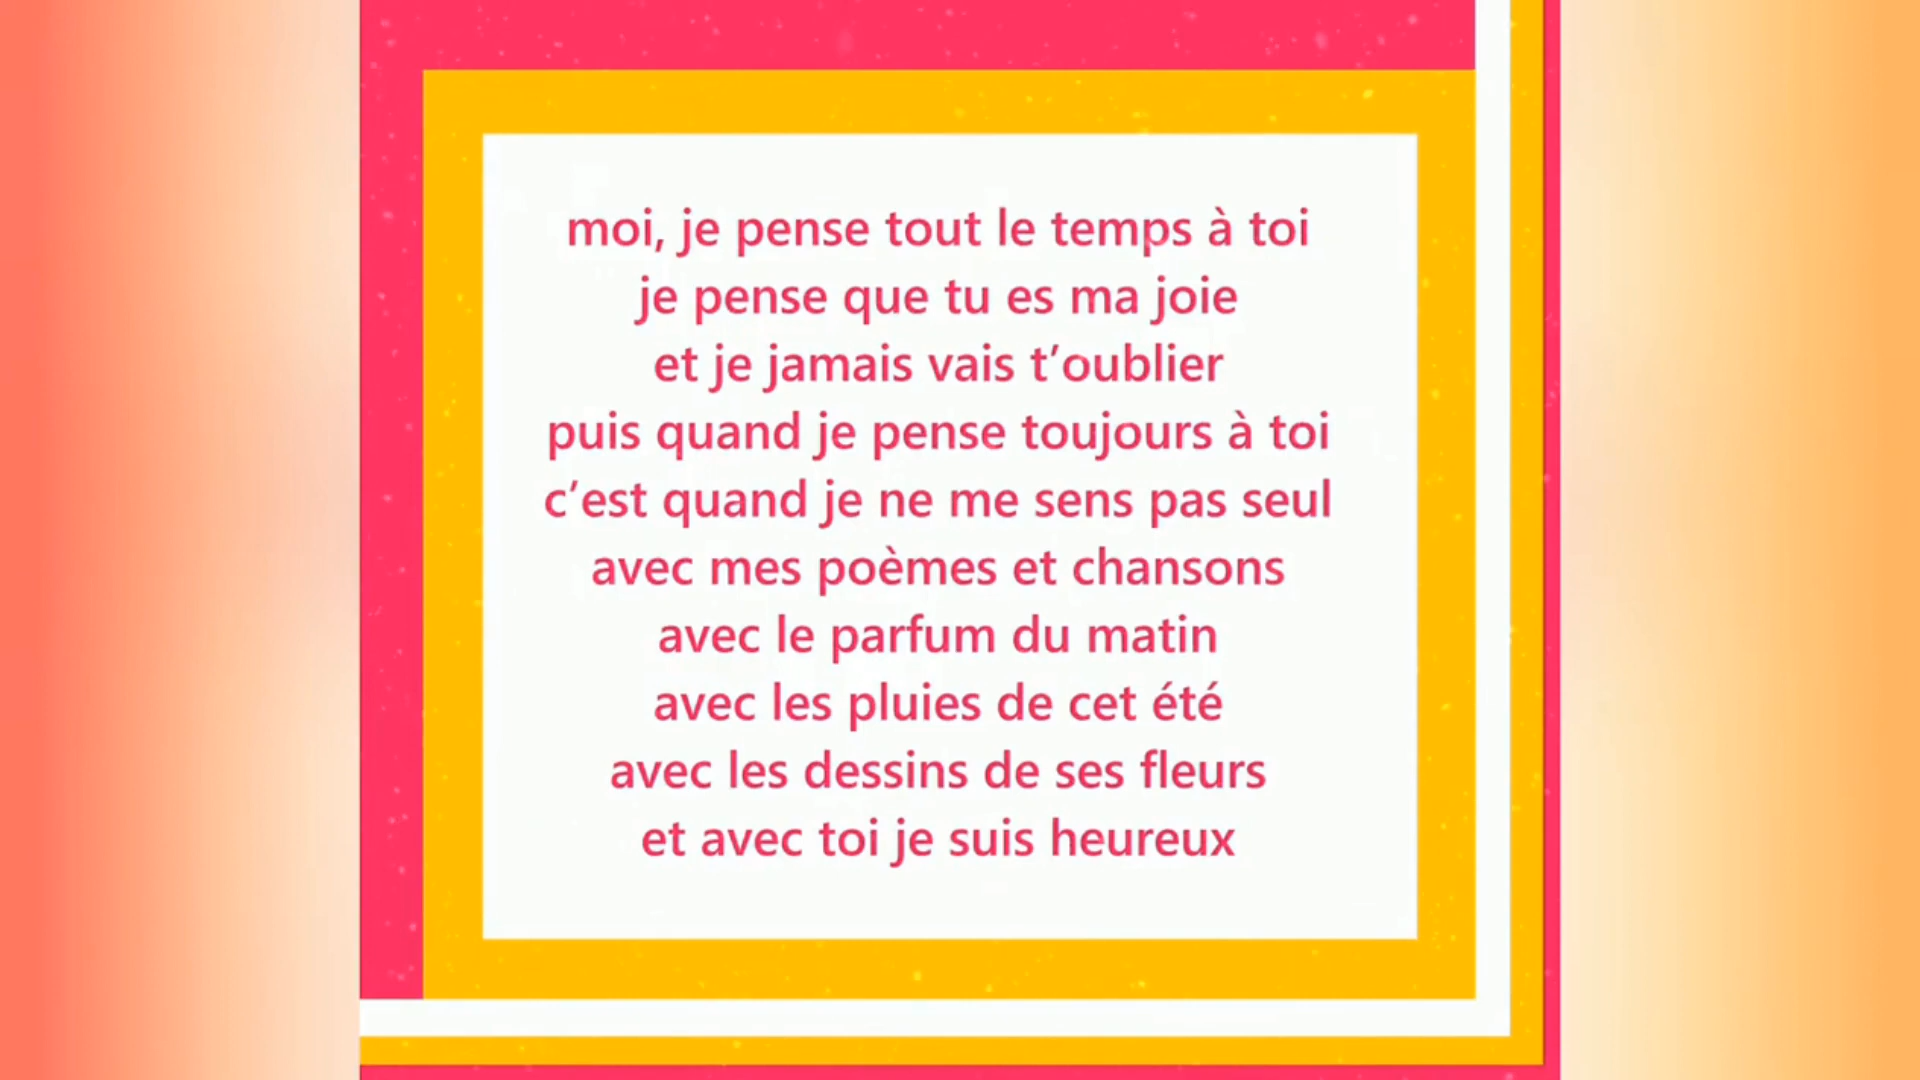 moi, je pense tout le temps à toi
je pense que tu es ma joie
et je jamais vais t’oublier
puis quand je pense toujours à toi
c’est quand je ne me sens pas seul
avec mes poèmes et chansons
avec le parfum du matin
avec les pluies de cet été
avec les dessins de ses fleurs
et avec toi je suis heureux